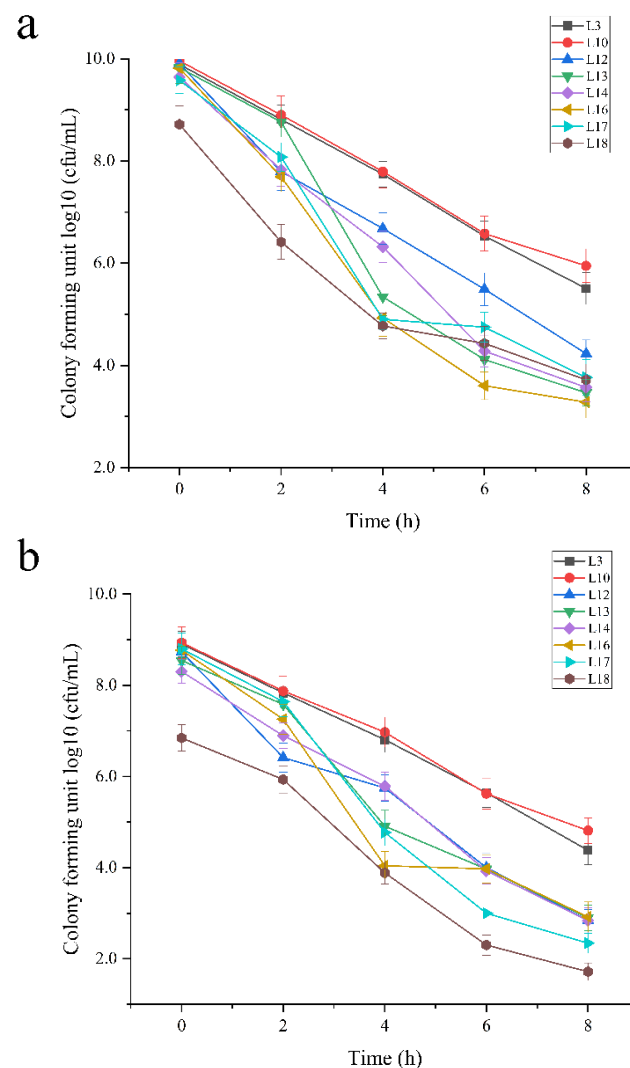 a
L3
L10
L12
L13
L14
L16
L17
L18
10.0
8.0
6.0
4.0
2.0
Colony forming unit log10 (cfu/mL)
0 2 4 6 8
Time (h)
b
L3
L10
L12
L13
L14
L16
L17
L18
10.0
8.0
6.0
4.0
2.0
Colony forming unit log10 (cfu/mL)
0 2 4 6 8
Time (h)